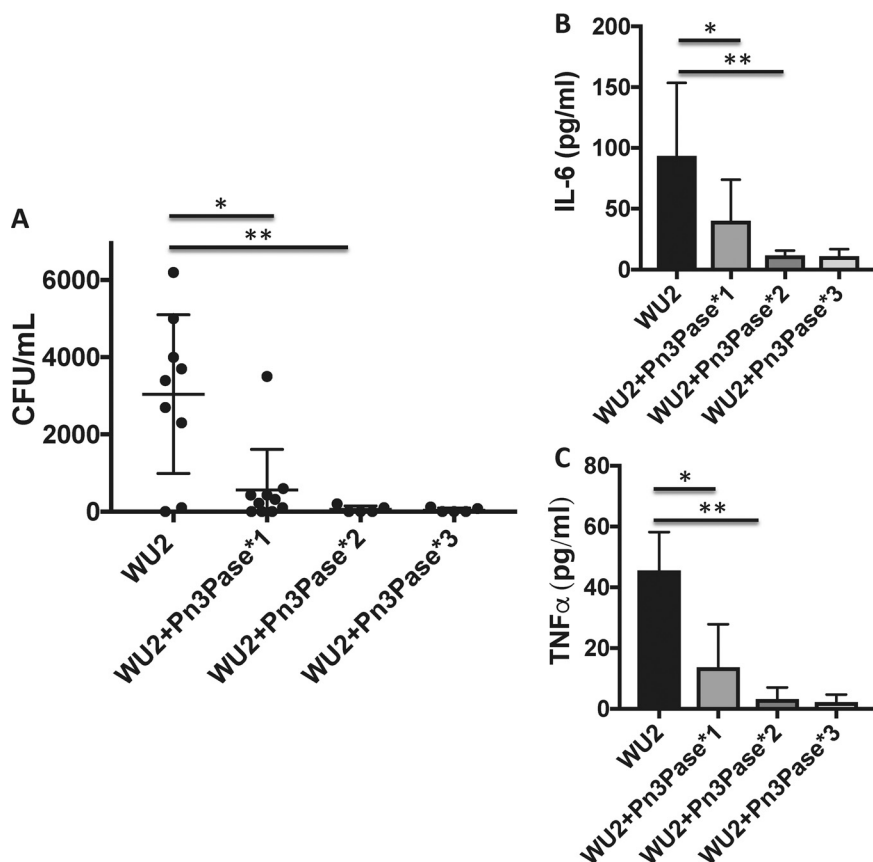 A
*
**
CFU/mL
6000
4000
2000
0
WU2
WU2+Pn3Pase*1
WU2+Pn3Pase*2
WU2+Pn3Pase*3
B
*
**
IL-6 (pg/ml)
200
150
100
50
0
WU2
WU2+Pn3Pase*1
WU2+Pn3Pase*2
WU2+Pn3Pase*3
C
*
**
TNFα (pg/ml)
80
60
40
20
0
WU2
WU2+Pn3Pase*1
WU2+Pn3Pase*2
WU2+Pn3Pase*3